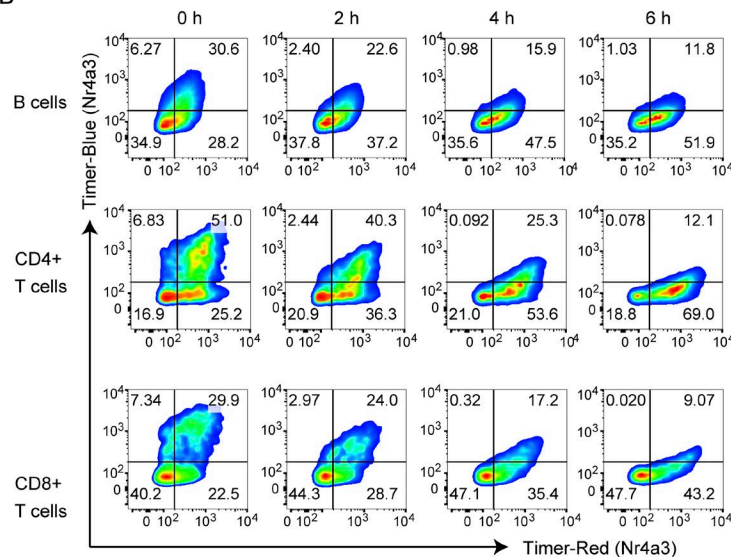 0 h 2 h 4 h 6 h
B cells
Timer-Blue (Nr4a3)
10⁴ 6.27 30.6 10⁴ 2.40 22.6 10⁴ 0.98 15.9 10⁴ 1.03 11.8
10³ 10³ 10³ 10³
10² 10² 10² 10²
0 0 0 0
34.9 28.2 37.8 37.2 35.6 47.5 35.2 51.9
0 10² 10³ 10⁴ 0 10² 10³ 10⁴ 0 10² 10³ 10⁴ 0 10² 10³ 10⁴
CD4+
T cells
10⁴ 6.83 51.0 10⁴ 2.44 40.3 10⁴ 0.092 25.3 10⁴ 0.078 12.1
10³ 10³ 10³ 10³
10² 10² 10² 10²
0 0 0 0
16.9 25.2 20.9 36.3 21.0 53.6 18.8 69.0
0 10² 10³ 10⁴ 0 10² 10³ 10⁴ 0 10² 10³ 10⁴ 0 10² 10³ 10⁴
CD8+
T cells
10⁴ 7.34 29.9 10⁴ 2.97 24.0 10⁴ 0.32 17.2 10⁴ 0.020 9.07
10³ 10³ 10³ 10³
10² 10² 10² 10²
0 0 0 0
40.2 22.5 44.3 28.7 47.1 35.4 47.7 43.2
0 10² 10³ 10⁴ 0 10² 10³ 10⁴ 0 10² 10³ 10⁴ 0 10² 10³ 10⁴
Timer-Red (Nr4a3)